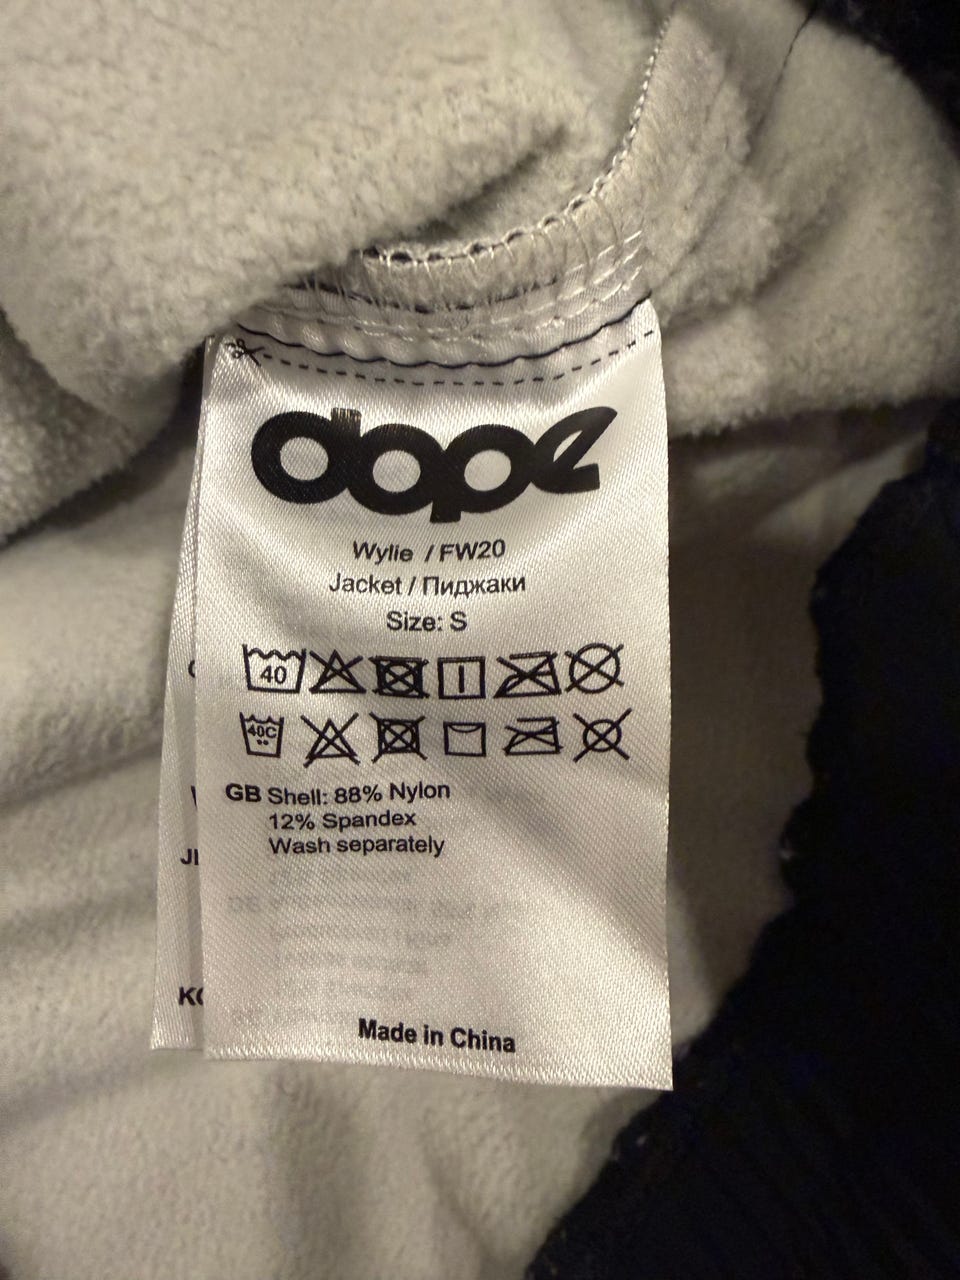 dope
Wylie / FW20
Jacket / Пиджаки
Size: S
40
40C
GB Shell: 88% Nylon
12% Spandex
Wash separately
Made in China